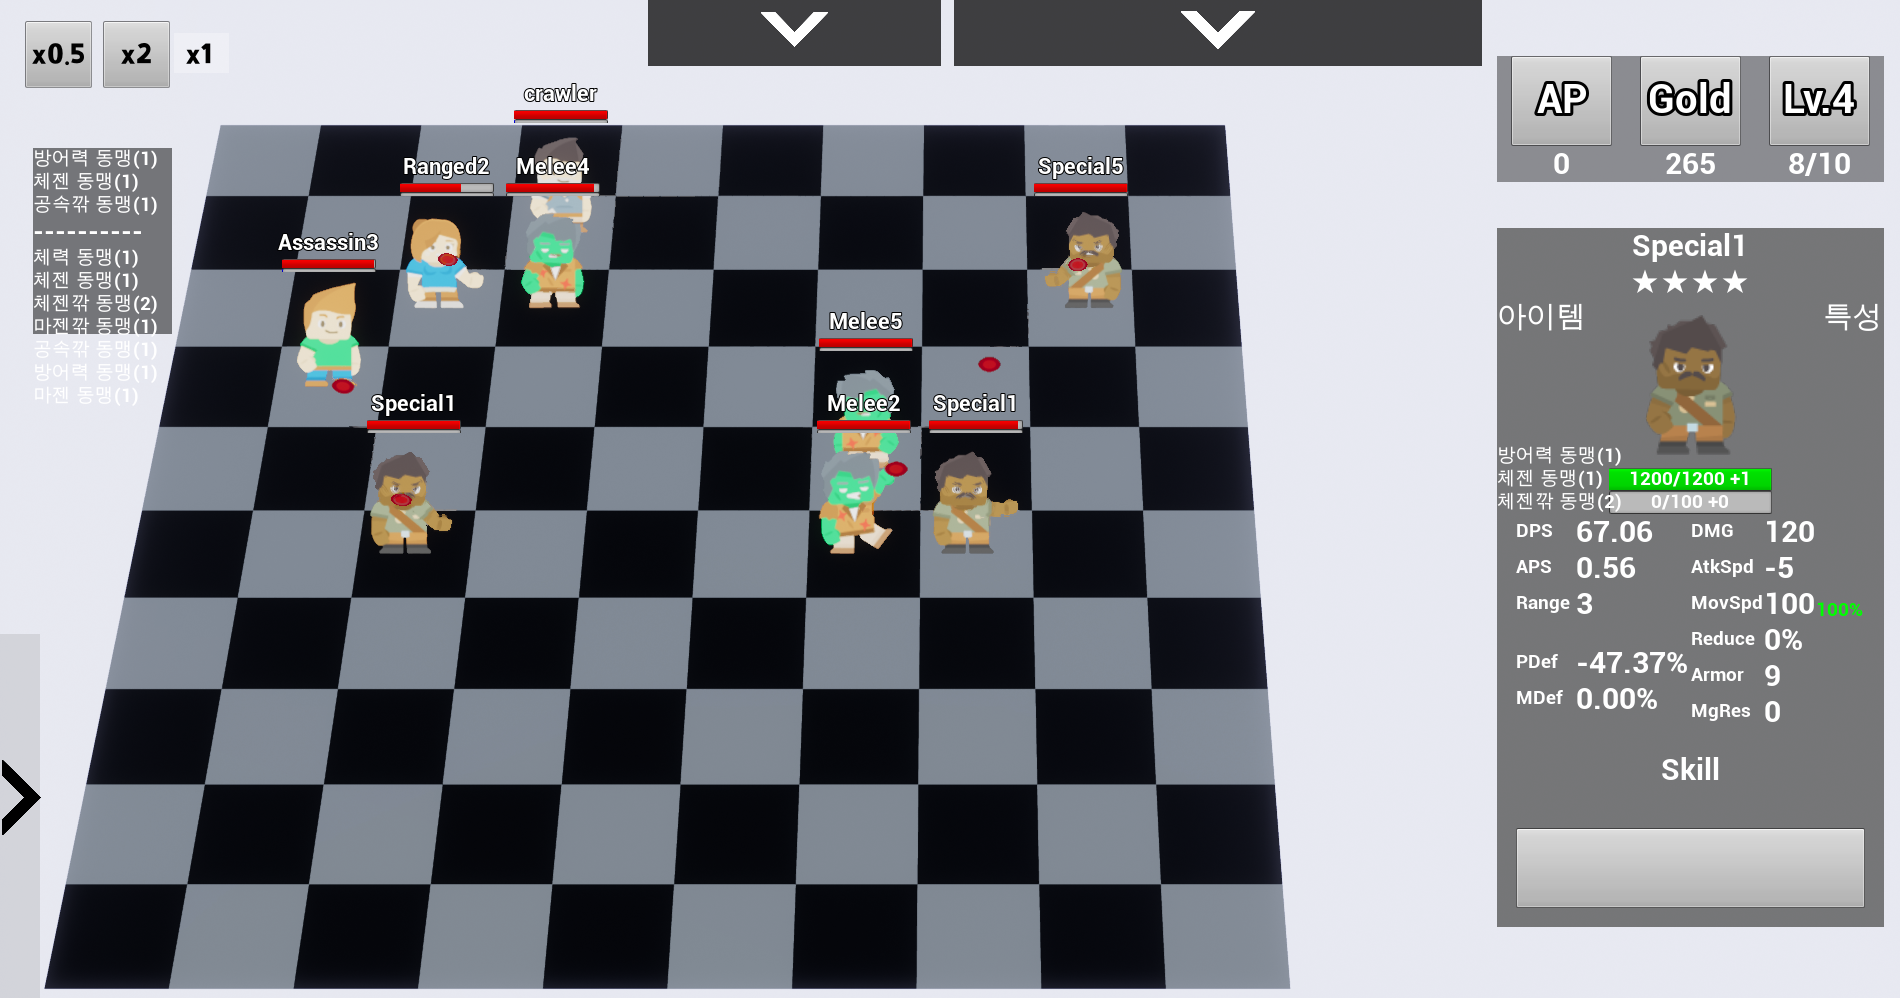 x0.5 x2 x1
AP Gold Lv.4
0 265 8/10
crawler
Ranged2 Melee4 Special5
Assassin3
Melee5
Special1 Melee2 Special1
방어력 동맹(1)
체젠 동맹(1)
공속깎 동맹(1)
----------
체력 동맹(1)
체젠 동맹(1)
체젠깎 동맹(2)
마젠깎 동맹(1)
공속깎 동맹(1)
방어력 동맹(1)
마젠 동맹(1)
Special1
★★★★
아이템 특성
방어력 동맹(1)
체젠 동맹(1) 1200/1200 +1
체젠깎 동맹(2) 0/100 +0
DPS 67.06 DMG 120
APS 0.56 AtkSpd -5
Range 3 MovSpd 100 100%
Reduce 0%
PDef -47.37% Armor 9
MDef 0.00% MgRes 0
Skill